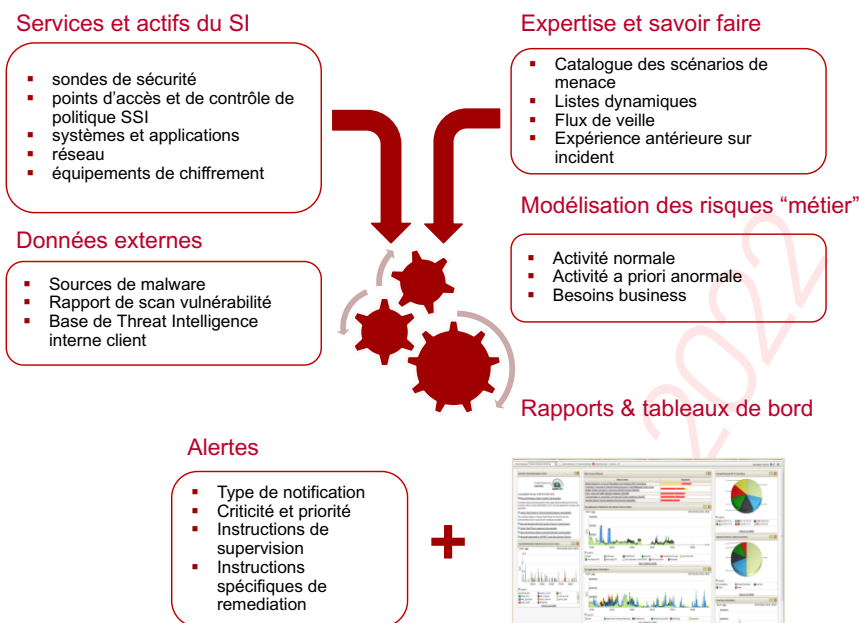 Services et actifs du SI
▪ sondes de sécurité
▪ points d'accès et de contrôle de
politique SSI
▪ systèmes et applications
▪ réseau
▪ équipements de chiffrement
Expertise et savoir faire
▪ Catalogue des scénarios de
menace
▪ Listes dynamiques
▪ Flux de veille
▪ Expérience antérieure sur
incident
Données externes
▪ Sources de malware
▪ Rapport de scan vulnérabilité
▪ Base de Threat Intelligence
interne client
Modélisation des risques “métier”
▪ Activité normale
▪ Activité a priori anormale
▪ Besoins business
2022
Alertes
▪ Type de notification
▪ Criticité et priorité
▪ Instructions de
supervision
▪ Instructions
spécifiques de
remediation
+
Rapports & tableaux de bord